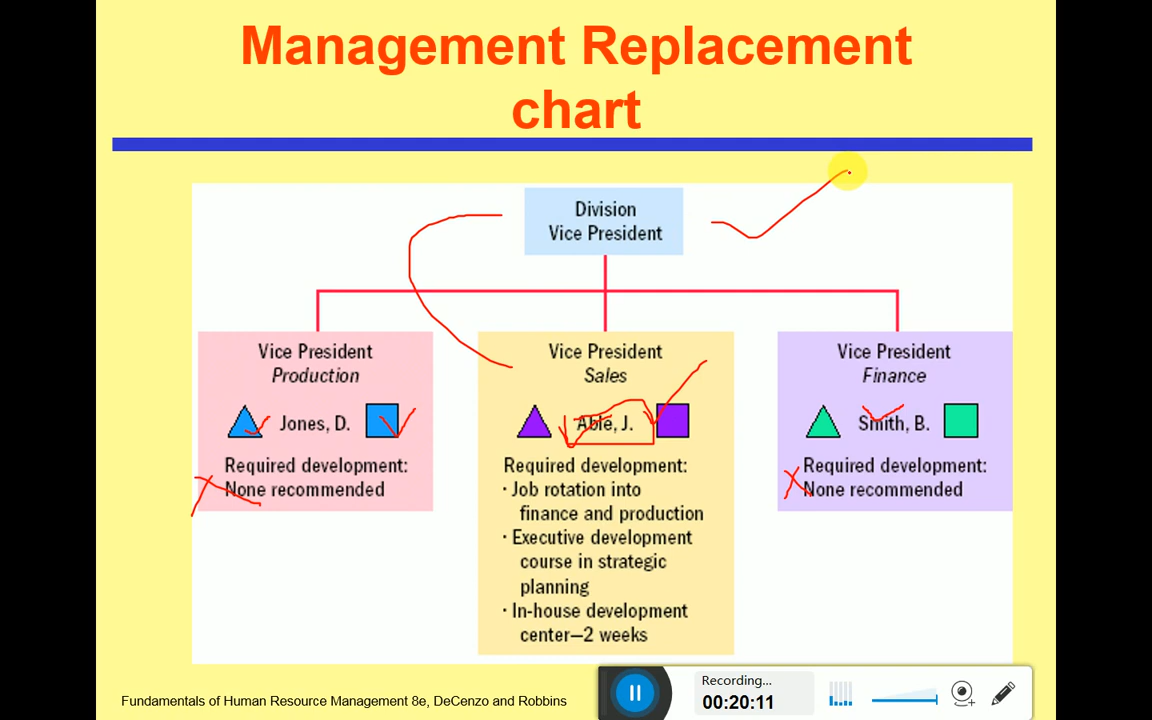 Management Replacement
chart
Division
Vice President
Vice President
Production
Jones, D.
Required development:
None recommended
Vice President
Sales
Able, J.
Required development:
· Job rotation into
finance and production
· Executive development
course in strategic
planning
· In-house development
center—2 weeks
Vice President
Finance
Smith, B.
Required development:
None recommended
Fundamentals of Human Resource Management 8e, DeCenzo and Robbins
Recording...
00:20:11